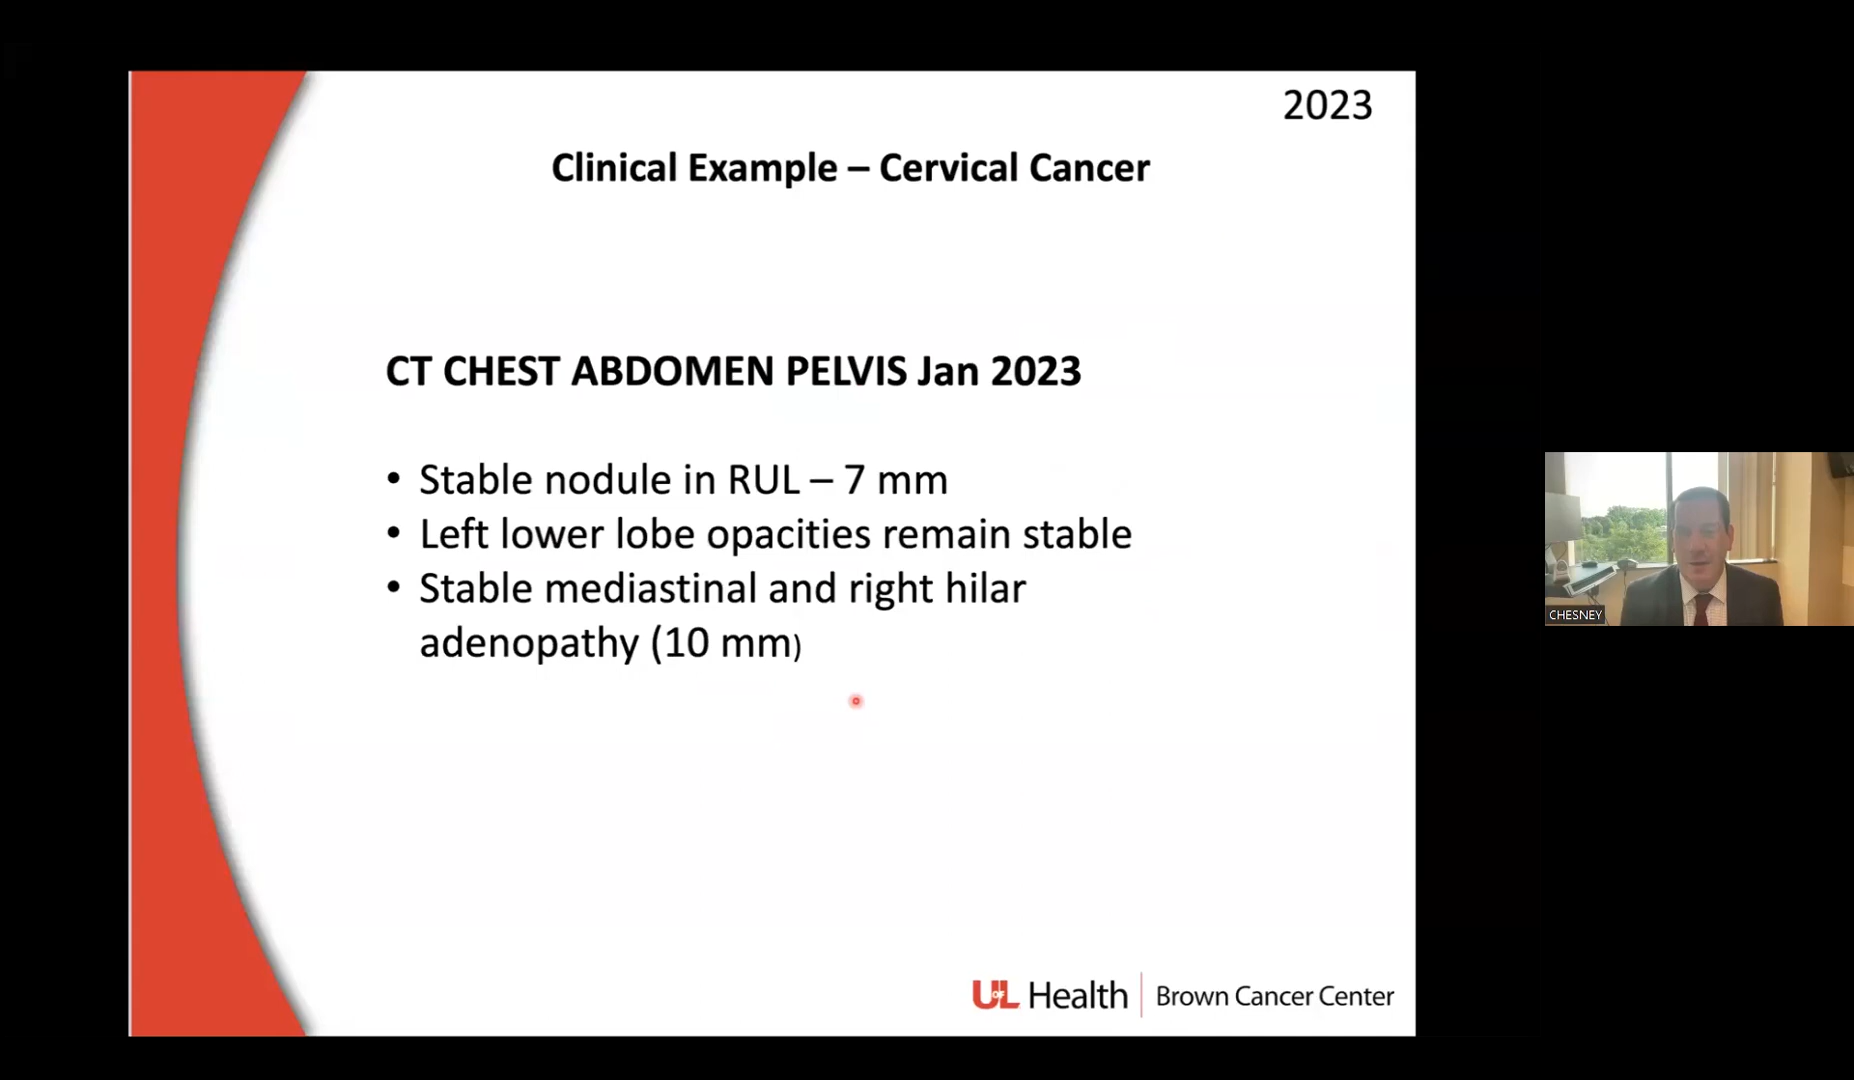 2023
Clinical Example – Cervical Cancer
CT CHEST ABDOMEN PELVIS Jan 2023
• Stable nodule in RUL – 7 mm
• Left lower lobe opacities remain stable
• Stable mediastinal and right hilar
adenopathy (10 mm)
CHESNEY
UOFL Health | Brown Cancer Center